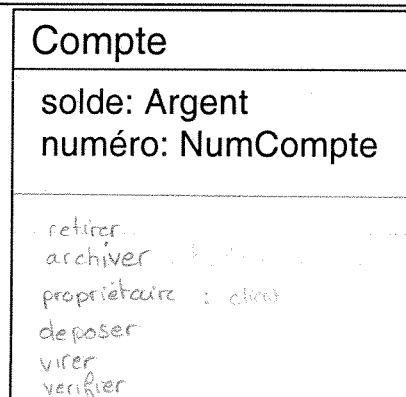 Compte
solde: Argent
numéro: NumCompte
retirer
archiver
propriétaire : client
deposer
virer
verifier